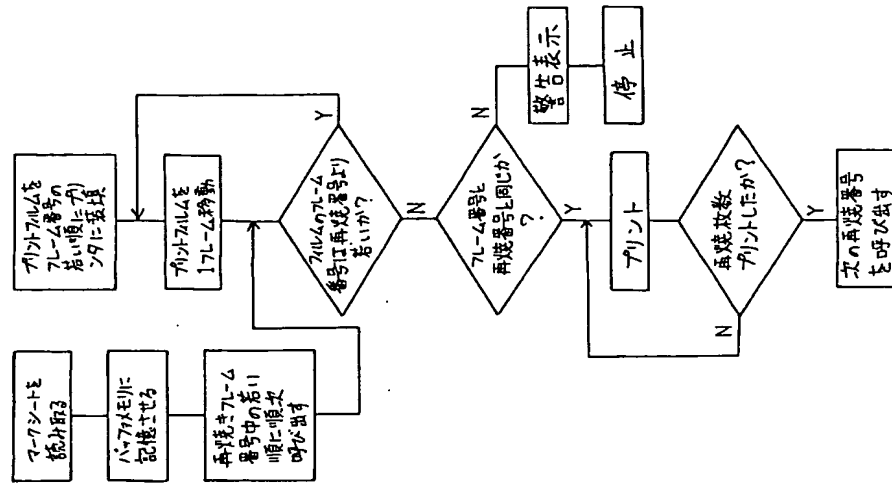 マークシートを
読み取る
バッファメモリに
記憶させる
再焼きフレーム
番号中の若い
順に順次
呼び出す
プリントフィルムを
フレーム番号の
若い順にプリ
ンタに装填
プリントフィルムを
1フレーム移動
フィルムのフレーム
番号は再焼番号より
若いか?
Y
N
フレーム番号と
再焼番号と同じか
?
N
Y
警告表示
停止
プリント
再焼枚数
プリントしたか?
N
Y
次の再焼番号
を呼び出す